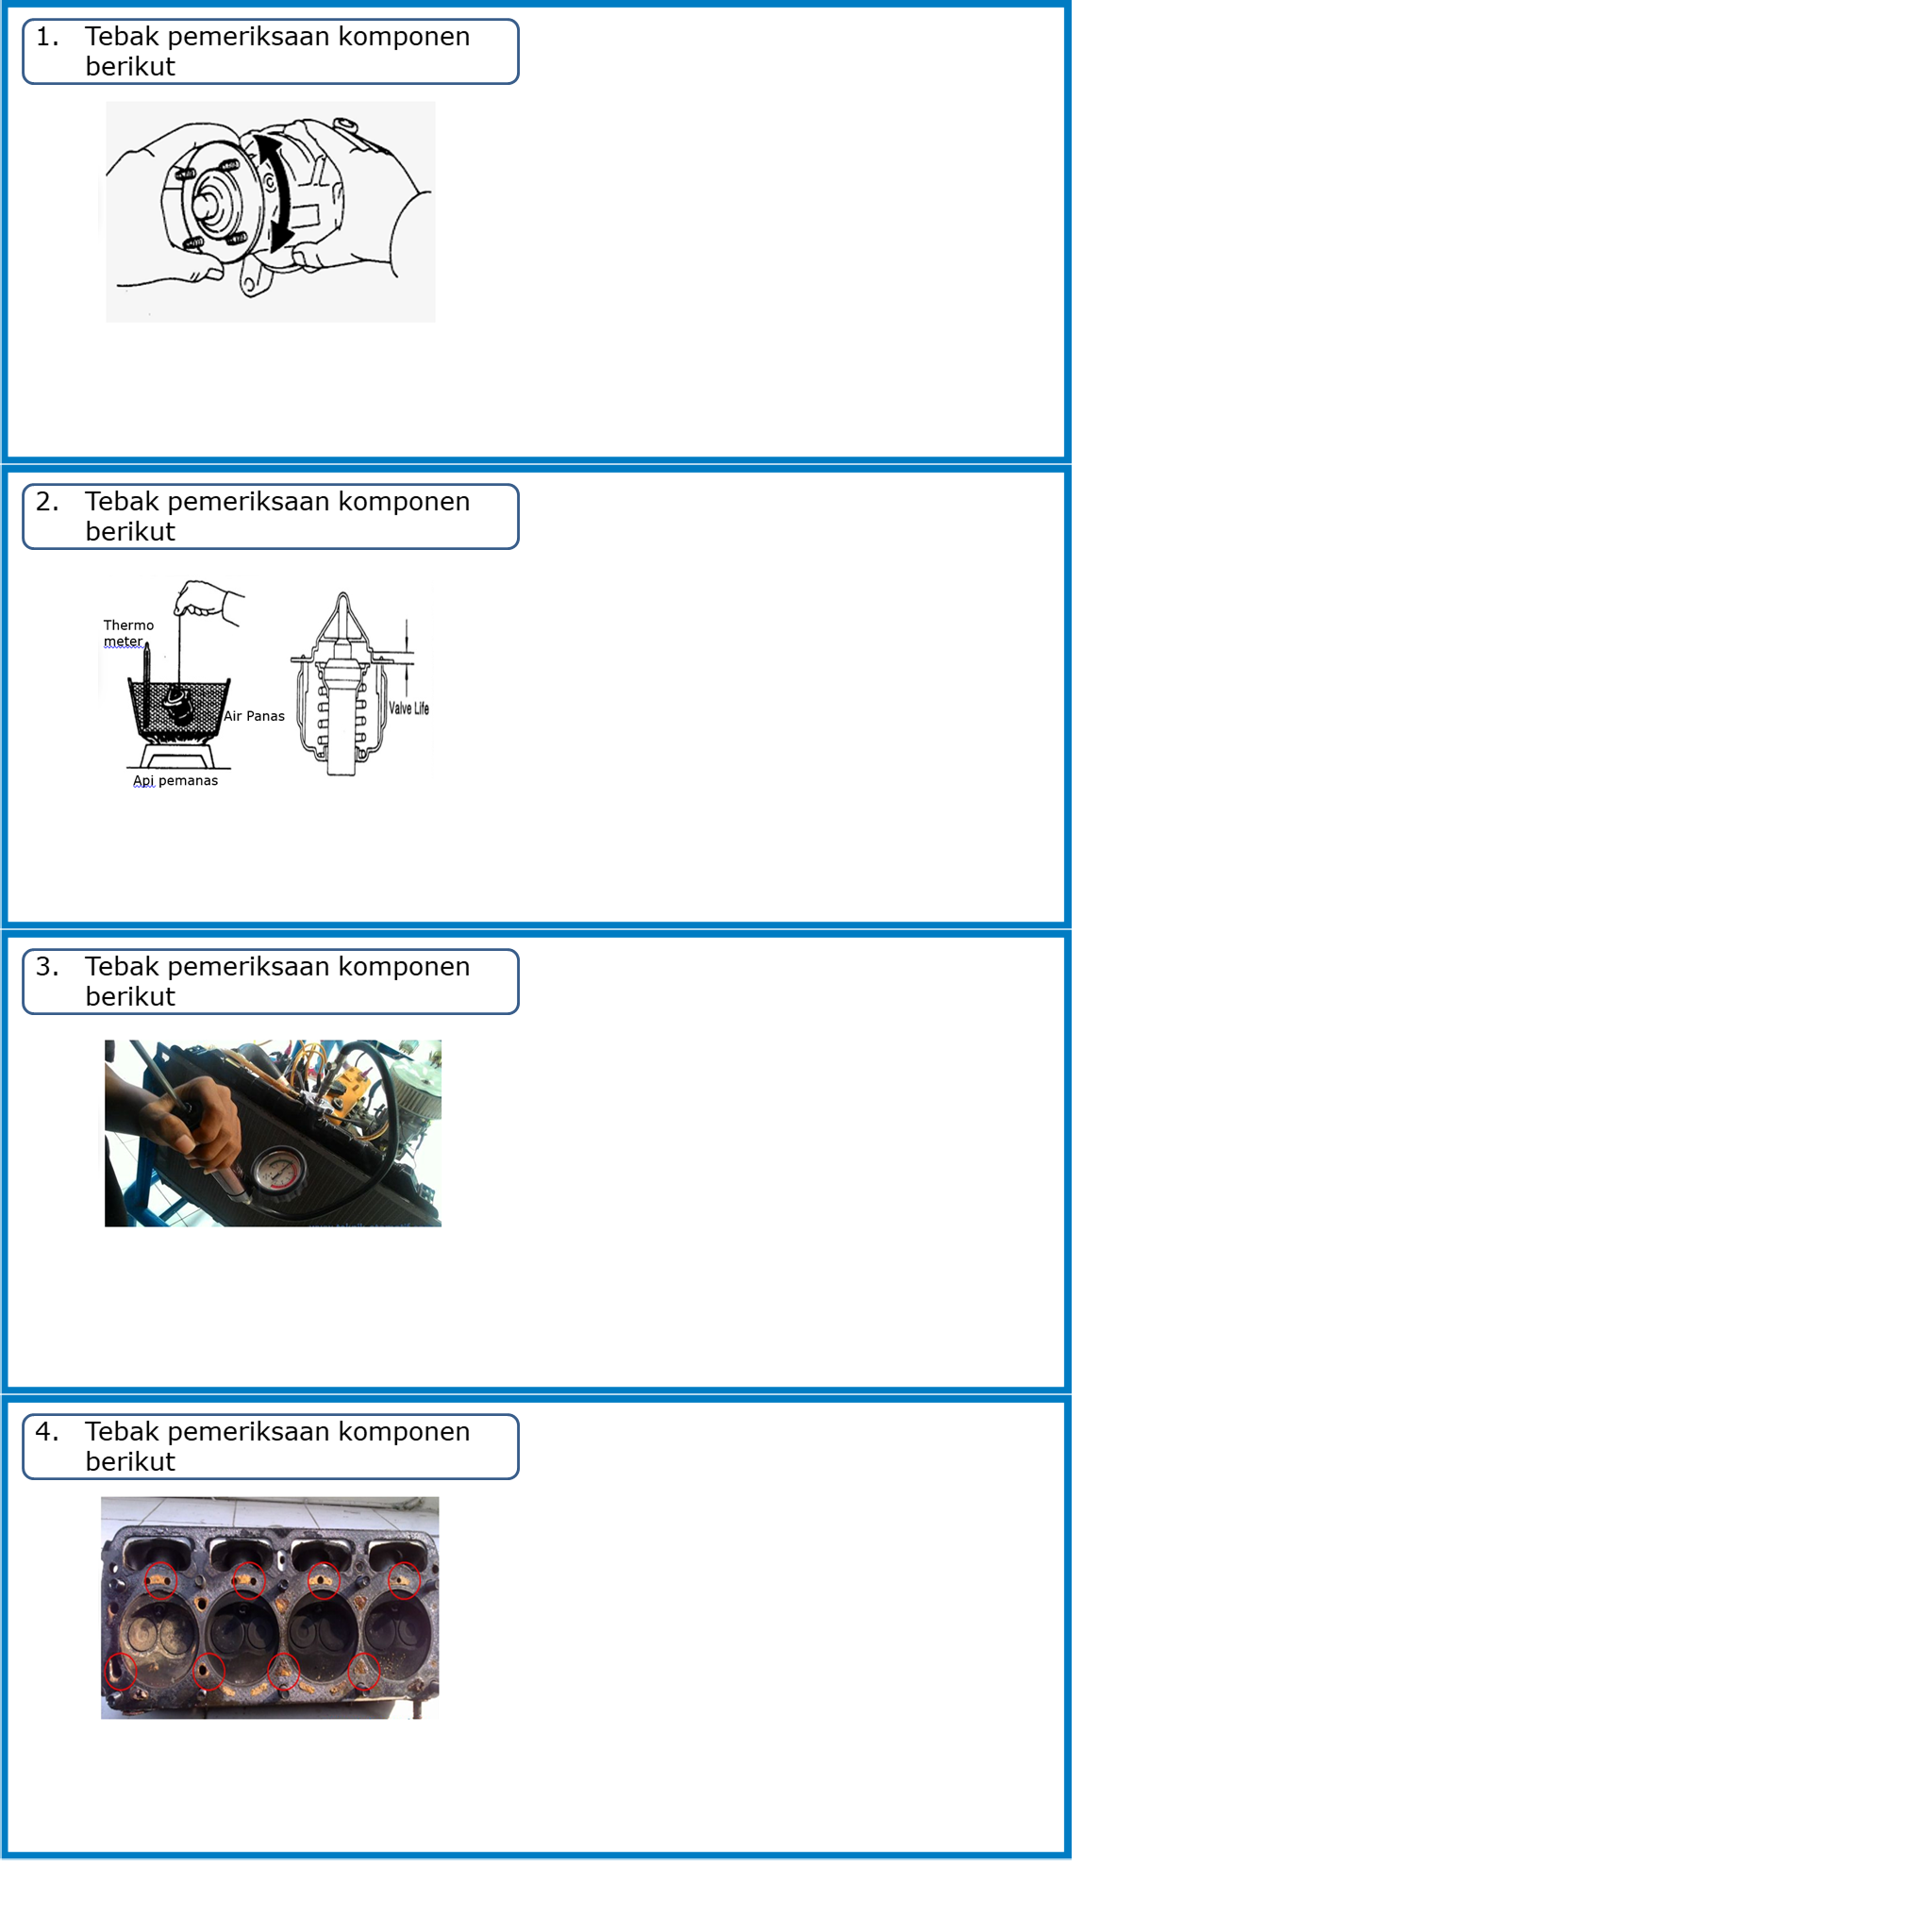 1. Tebak pemeriksaan komponen
berikut
2. Tebak pemeriksaan komponen
berikut
Thermo
meter
Air Panas
Valve Life
Api pemanas
3. Tebak pemeriksaan komponen
berikut
4. Tebak pemeriksaan komponen
berikut